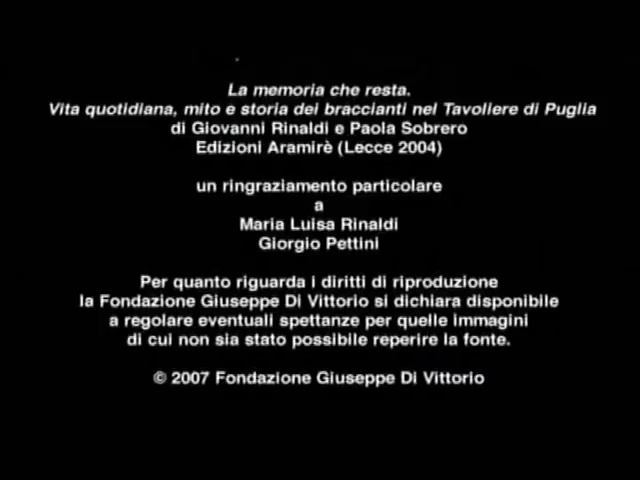 La memoria che resta.
Vita quotidiana, mito e storia dei braccianti nel Tavoliere di Puglia
di Giovanni Rinaldi e Paola Sobrero
Edizioni Aramirè (Lecce 2004)
un ringraziamento particolare
a
Maria Luisa Rinaldi
Giorgio Pettini
Per quanto riguarda i diritti di riproduzione
la Fondazione Giuseppe Di Vittorio si dichiara disponibile
a regolare eventuali spettanze per quelle immagini
di cui non sia stato possibile reperire la fonte.
© 2007 Fondazione Giuseppe Di Vittorio